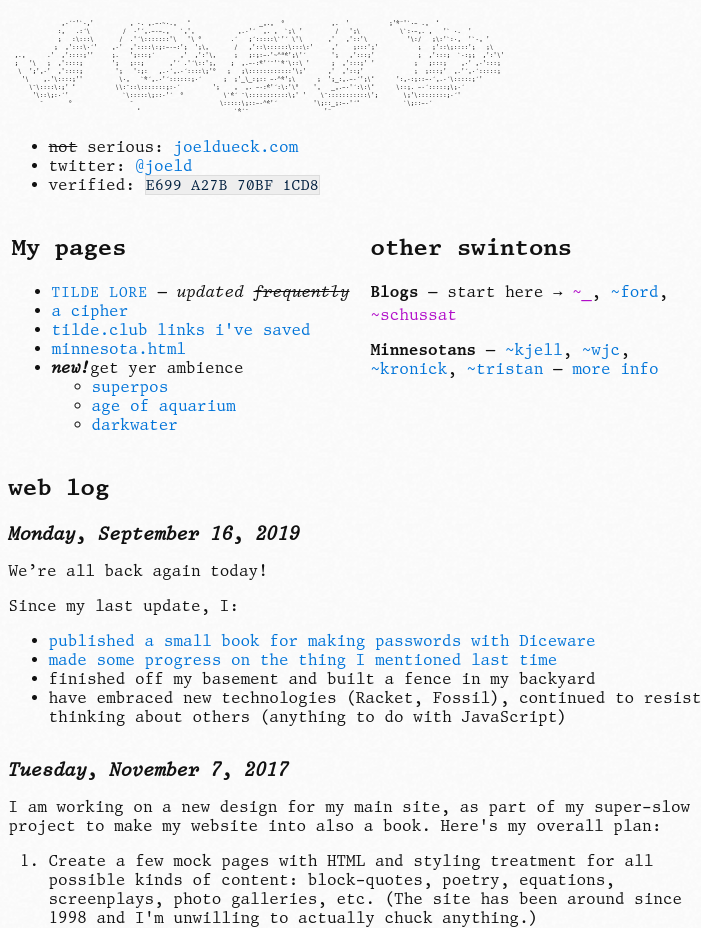 not serious: joeldueck.com
twitter: @joeld
verified: E699 A27B 70BF 1CD8
My pages
TILDE LORE — updated frequently
a cipher
tilde.club links i've saved
minnesota.html
new!get yer ambience
superpos
age of aquarium
darkwater
other swintons
Blogs — start here → ~_, ~ford,
~schussat
Minnesotans — ~kjell, ~wjc,
~kronick, ~tristan — more info
web log
Monday, September 16, 2019
We’re all back again today!
Since my last update, I:
published a small book for making passwords with Diceware
made some progress on the thing I mentioned last time
finished off my basement and built a fence in my backyard
have embraced new technologies (Racket, Fossil), continued to resist
thinking about others (anything to do with JavaScript)
Tuesday, November 7, 2017
I am working on a new design for my main site, as part of my super-slow
project to make my website into also a book. Here's my overall plan:
1. Create a few mock pages with HTML and styling treatment for all
possible kinds of content: block-quotes, poetry, equations,
screenplays, photo galleries, etc. (The site has been around since
1998 and I'm unwilling to actually chuck anything.)